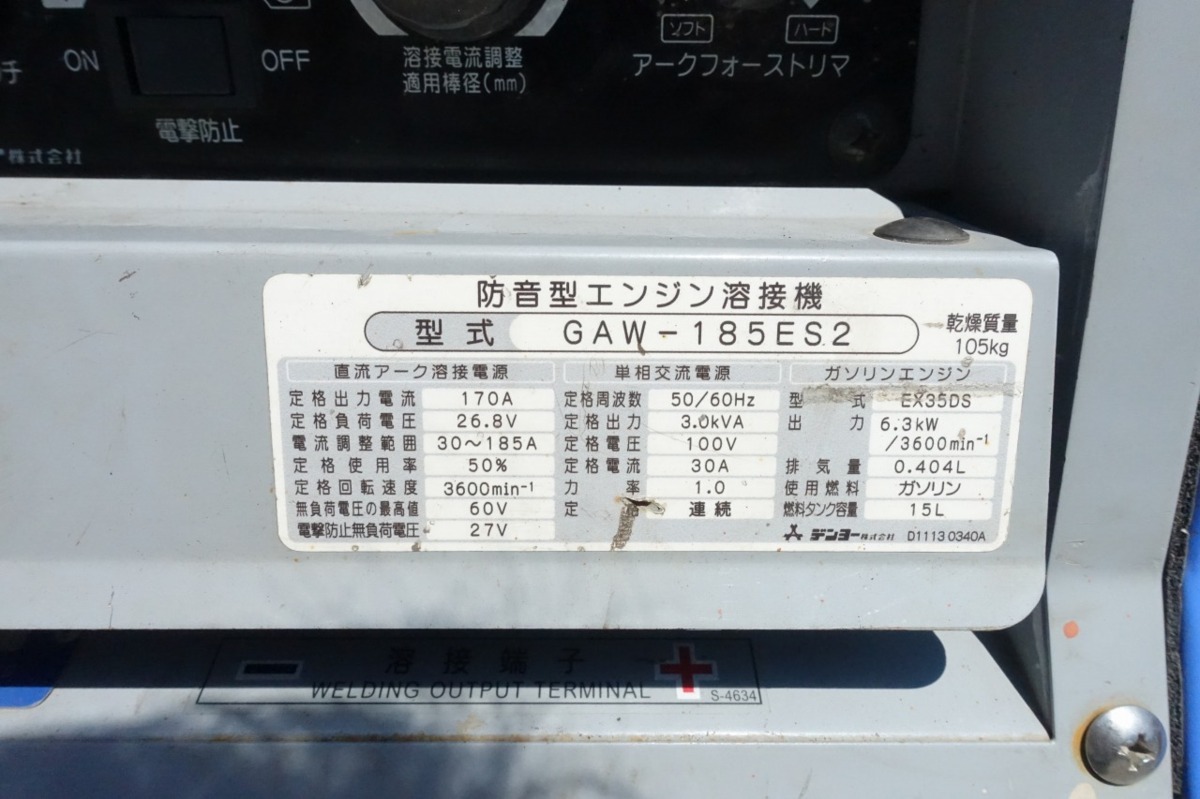 ソフト ハード
ON OFF
溶接電流調整
適用棒径(mm)
アークフォーストリマ
手
電撃防止
株式会社
防音型エンジン溶接機
型式 GAW-185ES2
乾燥質量
105kg
直流アーク溶接電源
定格出力電流 170A
定格負荷電圧 26.8V
電流調整範囲 30～185A
定格使用率 50%
定格回転速度 3600min-1
無負荷電圧の最高値 60V
電撃防止無負荷電圧 27V
単相交流電源
定格周波数 50/60Hz
定格出力 3.0kVA
定格電圧 100V
定格電流 30A
力率 1.0
定 連続
ガソリンエンジン
型式 EX35DS
出力 6.3kW
/3600min-1
排気量 0.404L
使用燃料 ガソリン
燃料タンク容量 15L
デンヨー株式会社 D1113 0340A
溶接端子
WELDING OUTPUT TERMINAL
S-4634